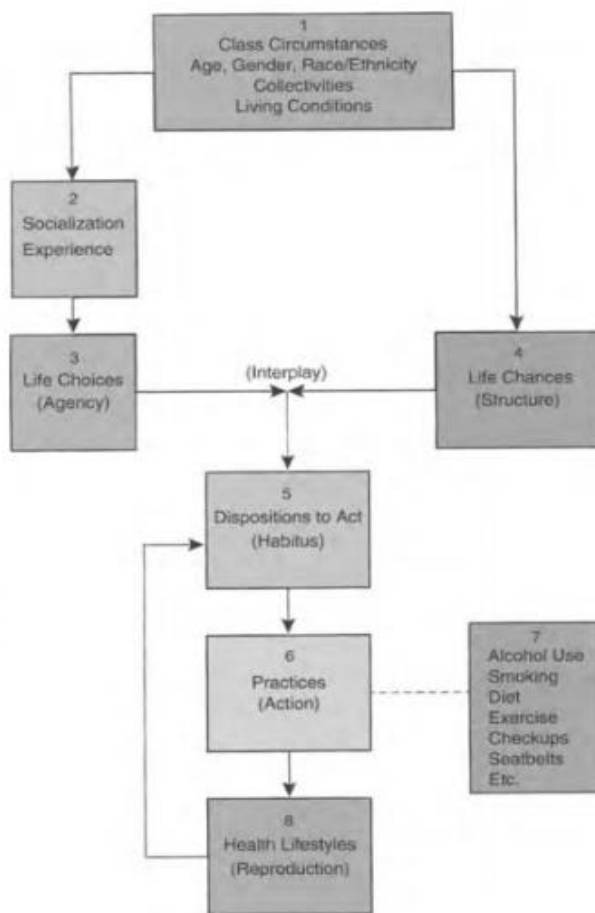 1
Class Circumstances
Age, Gender, Race/Ethnicity
Collectivities
Living Conditions
2
Socialization
Experience
3
Life Choices
(Agency)
(Interplay)
4
Life Chances
(Structure)
5
Dispositions to Act
(Habitus)
6
Practices
(Action)
7
Alcohol Use
Smoking
Diet
Exercise
Checkups
Seatbelts
Etc.
8
Health Lifestyles
(Reproduction)